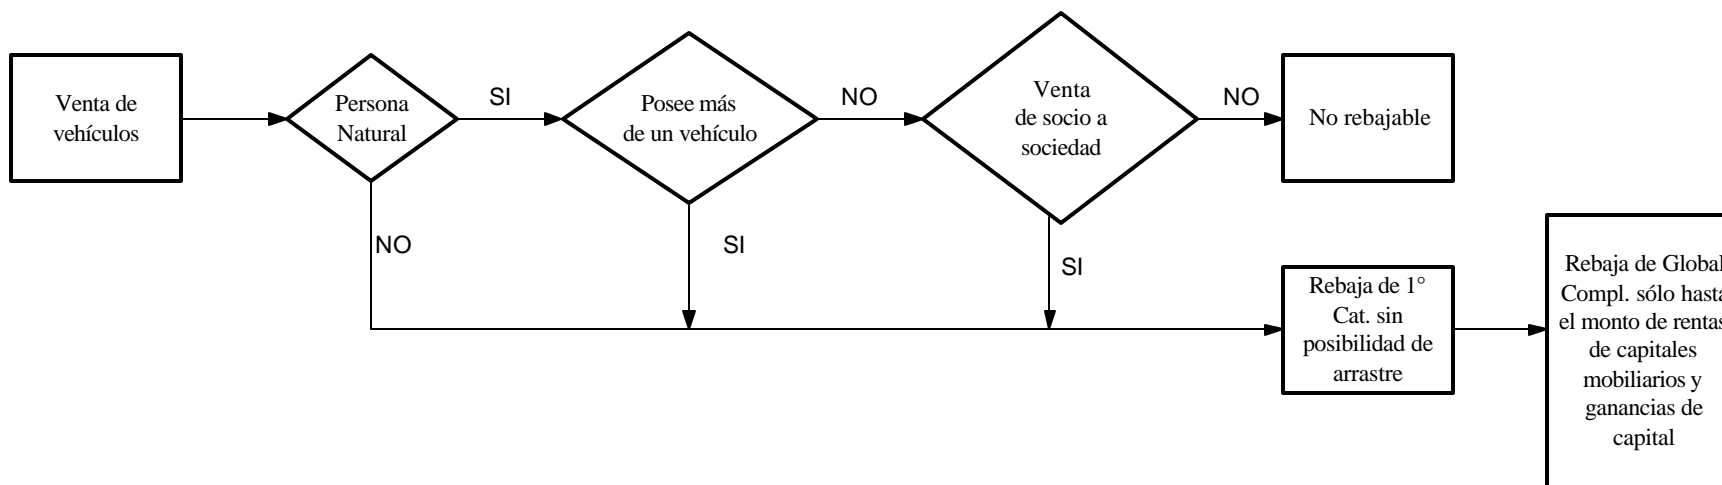 Venta de
vehículos
Persona
Natural
SI
Posee más
de un vehículo
NO
Venta
de socio a
sociedad
NO
No rebajable
NO
SI
SI
Rebaja de 1°
Cat. sin
posibilidad de
arrastre
Rebaja de Global
Compl. sólo hasta
el monto de rentas
de capitales
mobiliarios y
ganancias de
capital